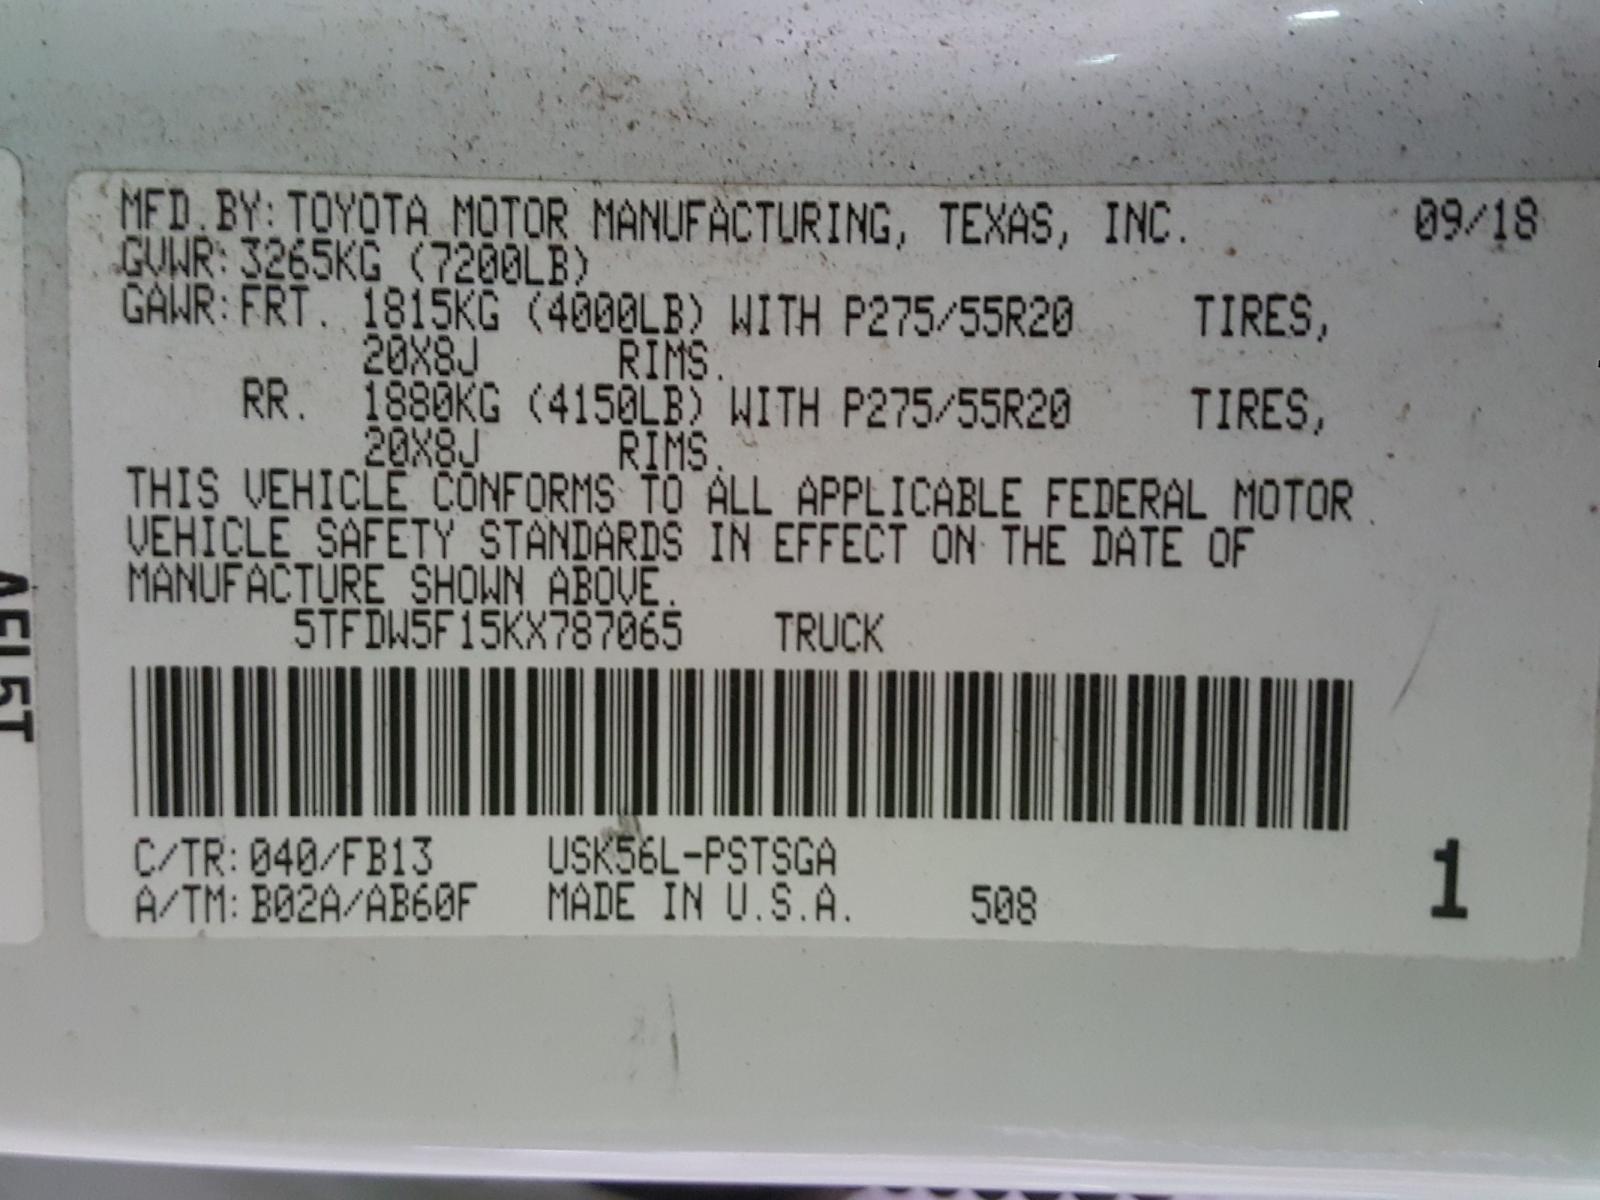 MFD.BY: TOYOTA MOTOR MANUFACTURING, TEXAS, INC. 09/18
GVWR: 3265KG (7200LB)
GAWR: FRT. 1815KG (4000LB) WITH P275/55R20 TIRES,
20X8J RIMS.
RR. 1880KG (4150LB) WITH P275/55R20 TIRES,
20X8J RIMS.
THIS VEHICLE CONFORMS TO ALL APPLICABLE FEDERAL MOTOR
VEHICLE SAFETY STANDARDS IN EFFECT ON THE DATE OF
MANUFACTURE SHOWN ABOVE.
5TFDW5F15KX787065 TRUCK
C/TR: 040/FB13 USK56L-PSTSGA
A/TM: B02A/AB60F MADE IN U.S.A. 508 1